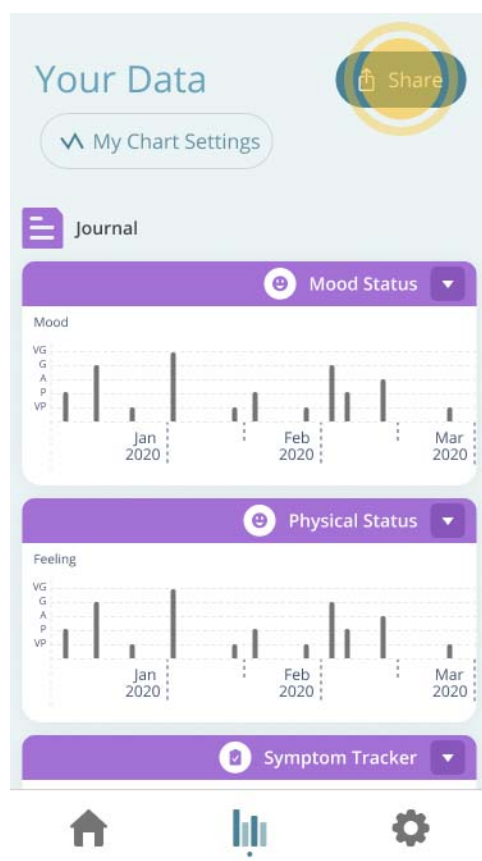 Your Data
Share
My Chart Settings
Journal
Mood Status
Mood
VG
G
A
P
VP
Jan Feb Mar
2020 2020 2020
Physical Status
Feeling
VG
G
A
P
VP
Jan Feb Mar
2020 2020 2020
Symptom Tracker